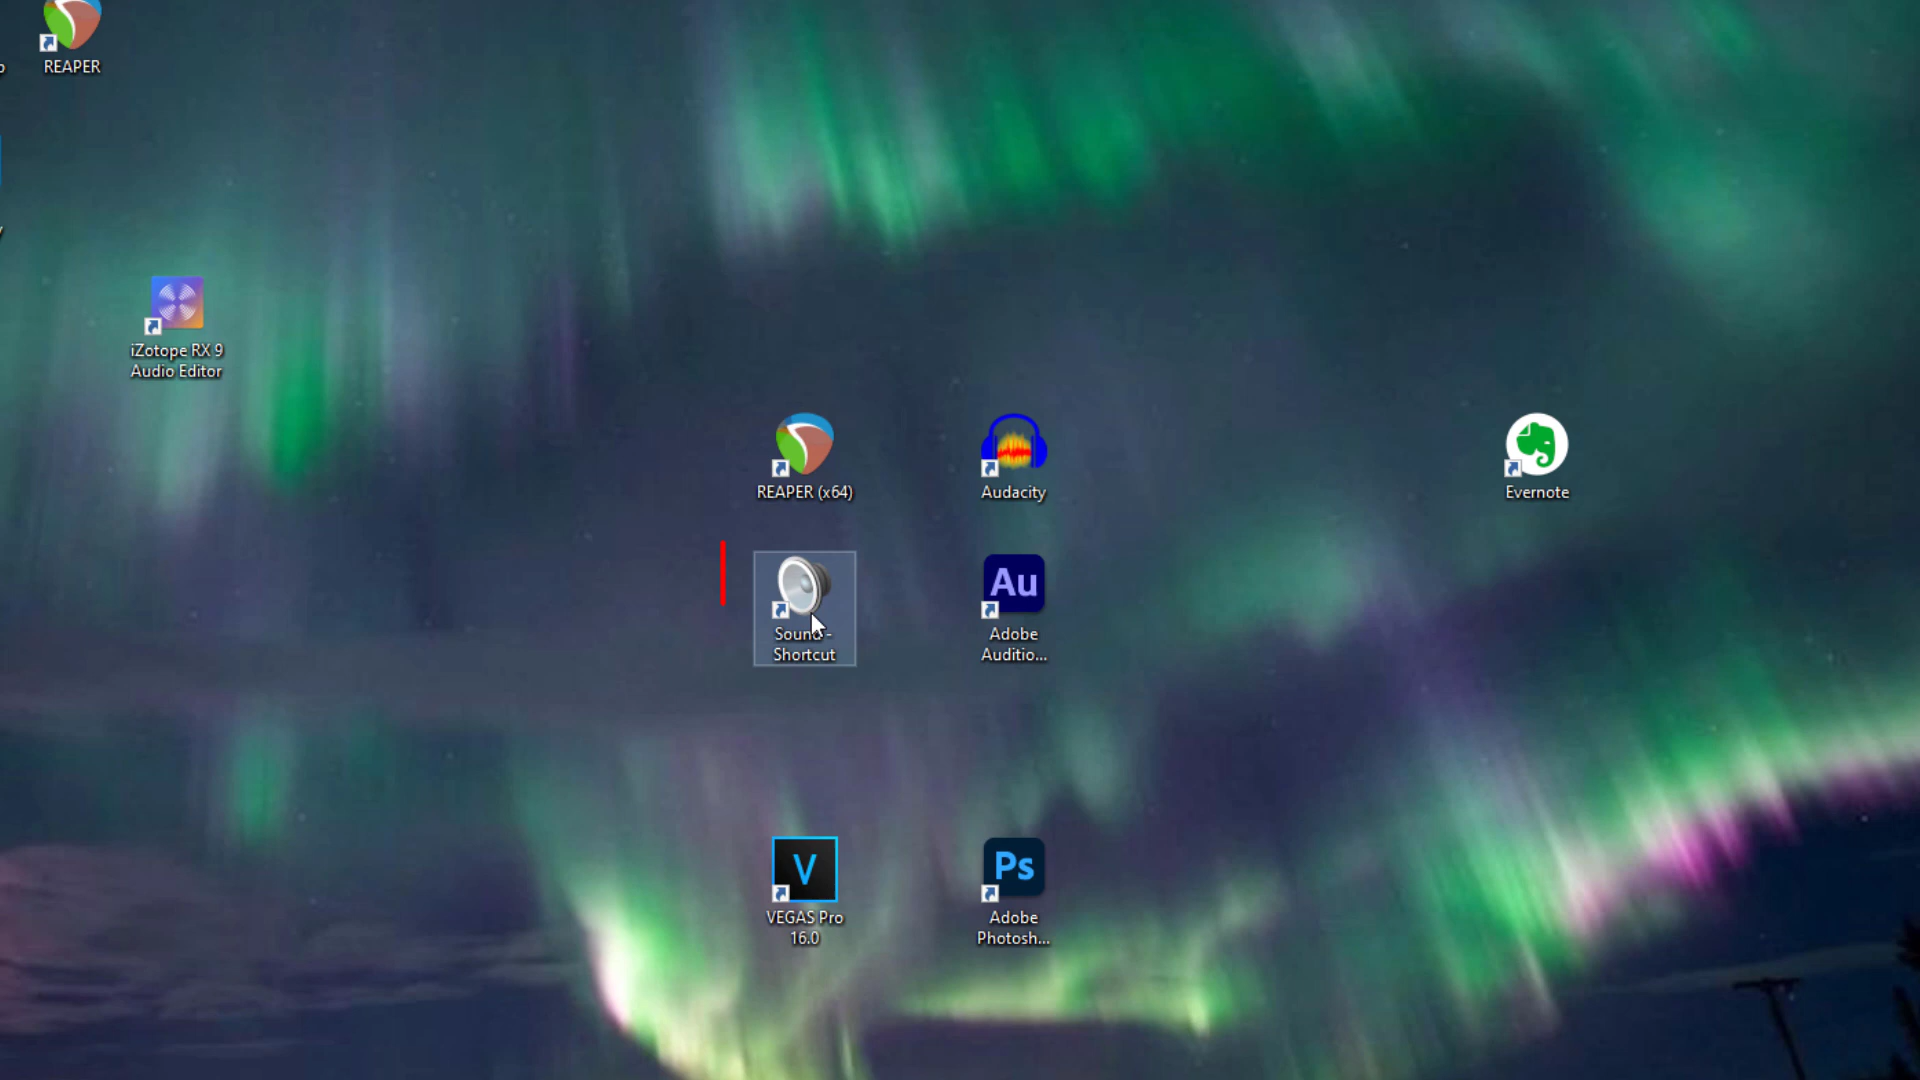 REAPER
iZotope RX 9
Audio Editor
REAPER (x64)
Audacity
Evernote
Sound -
Shortcut
Au
Adobe
Auditio...
V
VEGAS Pro
16.0
Ps
Adobe
Photosh...